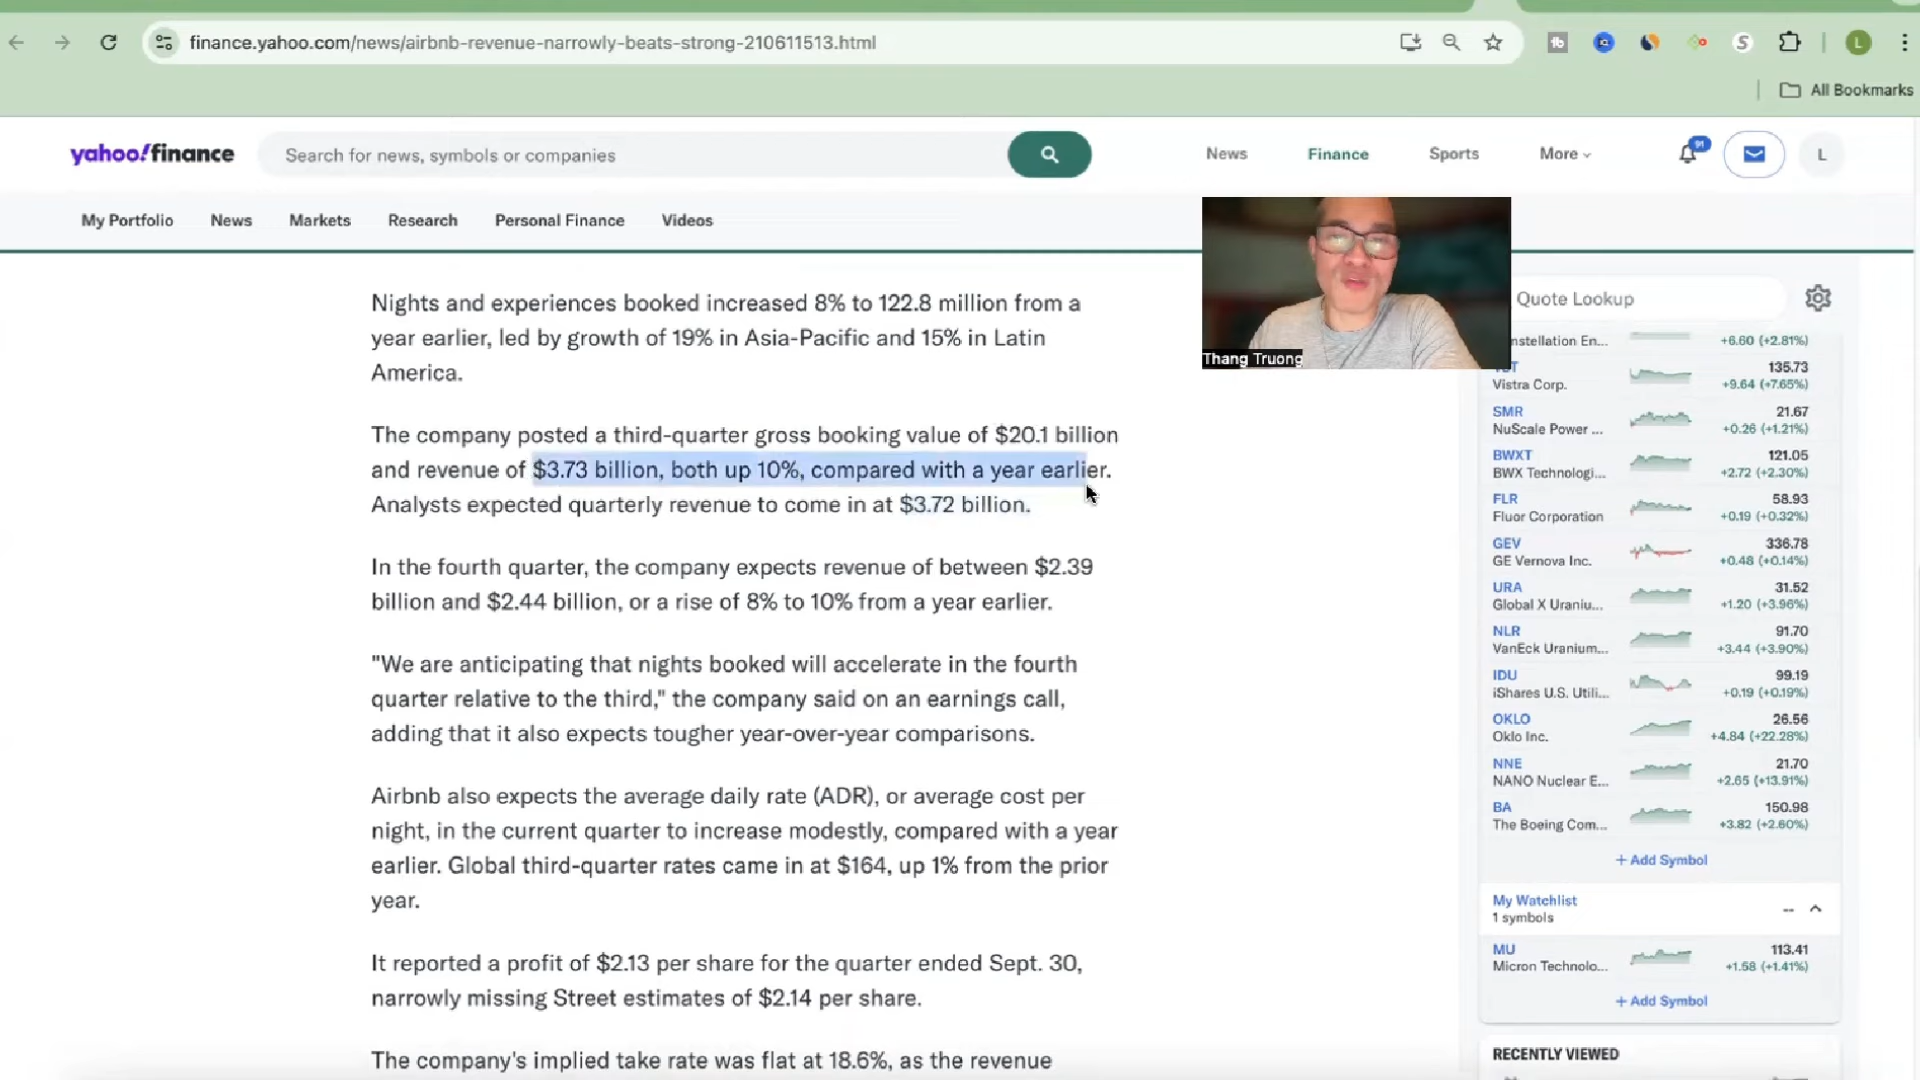 finance.yahoo.com/news/airbnb-revenue-narrowly-beats-strong-210611513.html
S
L
All Bookmarks
yahoo!finance
Search for news, symbols or companies
News
Finance
Sports
More
91
L
My Portfolio
News
Markets
Research
Personal Finance
Videos
Thang Truong
Nights and experiences booked increased 8% to 122.8 million from a
year earlier, led by growth of 19% in Asia-Pacific and 15% in Latin
America.
The company posted a third-quarter gross booking value of $20.1 billion
and revenue of $3.73 billion, both up 10%, compared with a year earlier.
Analysts expected quarterly revenue to come in at $3.72 billion.
In the fourth quarter, the company expects revenue of between $2.39
billion and $2.44 billion, or a rise of 8% to 10% from a year earlier.
"We are anticipating that nights booked will accelerate in the fourth
quarter relative to the third," the company said on an earnings call,
adding that it also expects tougher year-over-year comparisons.
Airbnb also expects the average daily rate (ADR), or average cost per
night, in the current quarter to increase modestly, compared with a year
earlier. Global third-quarter rates came in at $164, up 1% from the prior
year.
It reported a profit of $2.13 per share for the quarter ended Sept. 30,
narrowly missing Street estimates of $2.14 per share.
The company's implied take rate was flat at 18.6%, as the revenue
Quote Lookup
nstellation En... +6.60 (+2.81%)
135.73
Vistra Corp. +9.64 (+7.65%)
SMR 21.67
NuScale Power ... +0.26 (+1.21%)
BWXT 121.05
BWX Technologi... +2.72 (+2.30%)
FLR 58.93
Fluor Corporation +0.19 (+0.32%)
GEV 336.78
GE Vernova Inc. +0.48 (+0.14%)
URA 31.52
Global X Uraniu... +1.20 (+3.96%)
NLR 91.70
VanEck Uranium... +3.44 (+3.90%)
IDU 99.19
iShares U.S. Utili... +0.19 (+0.19%)
OKLO 26.56
Oklo Inc. +4.84 (+22.28%)
NNE 21.70
NANO Nuclear E... +2.65 (+13.91%)
BA 150.98
The Boeing Com... +3.82 (+2.60%)
+ Add Symbol
My Watchlist --
1 symbols
MU 113.41
Micron Technolo... +1.58 (+1.41%)
+ Add Symbol
RECENTLY VIEWED